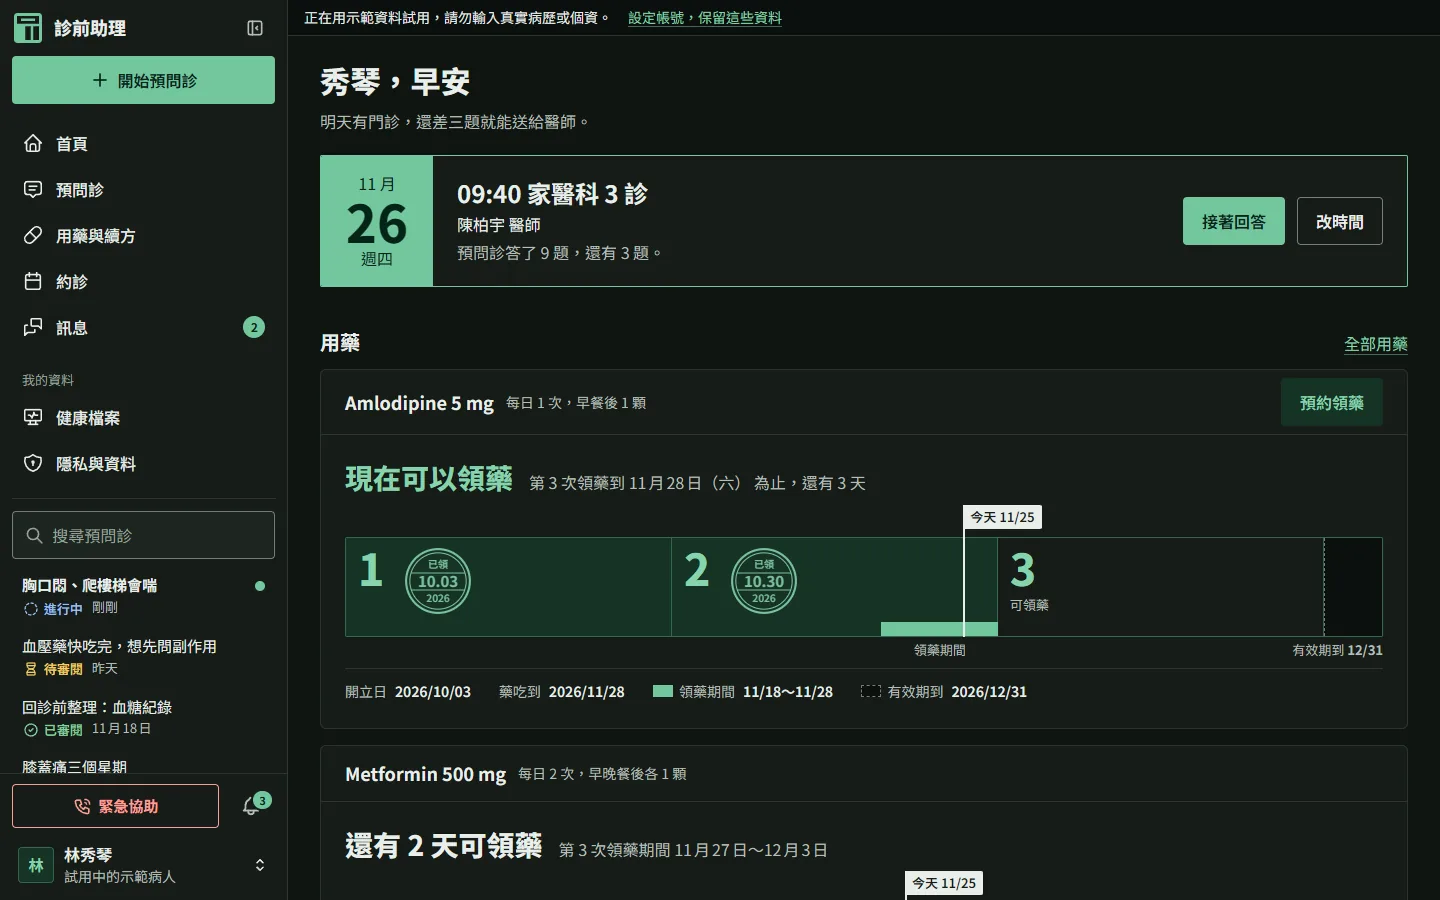 診前助理
開始預問診
首頁
預問診
用藥與續方
約診
訊息 2
我的資料
健康檔案
隱私與資料
搜尋預問診
胸口悶、爬樓梯會喘
進行中 剛剛
血壓藥快吃完，想先問副作用
待審閱 昨天
回診前整理：血糖紀錄
已審閱 11月18日
膝蓋痛三個星期
緊急協助 3
林 林秀琴
試用中的示範病人
正在用示範資料試用，請勿輸入真實病歷或個資。 設定帳號，保留這些資料
秀琴，早安
明天有門診，還差三題就能送給醫師。
11 月
26
週四
09:40 家醫科 3 診
陳柏宇 醫師
預問診答了 9 題，還有 3 題。
接著回答 改時間
用藥 全部用藥
Amlodipine 5 mg 每日 1 次，早餐後 1 顆 預約領藥
現在可以領藥 第 3 次領藥到 11月28日（六） 為止，還有 3 天
今天 11/25
1 已領 10.03 2026
2 已領 10.30 2026
3 可領藥
領藥期間 有效期到 12/31
開立日 2026/10/03 藥吃到 2026/11/28 領藥期間 11/18～11/28 有效期到 2026/12/31
Metformin 500 mg 每日 2 次，早晚餐後各 1 顆
還有 2 天可領藥 第 3 次領藥期間 11月27日～12月3日
今天 11/25